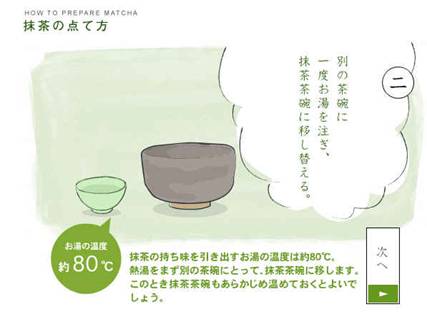 HOW TO PREPARE MATCHA
抹茶の点て方
二
別の茶碗に
一度お湯を注ぎ、
抹茶茶碗に移し替える。
お湯の温度
約80℃
抹茶の持ち味を引き出すお湯の温度は約80℃。
熱湯をまず別の茶碗にとって、抹茶茶碗に移します。
このとき抹茶茶碗もあらかじめ温めておくとよいで
しょう。
次へ